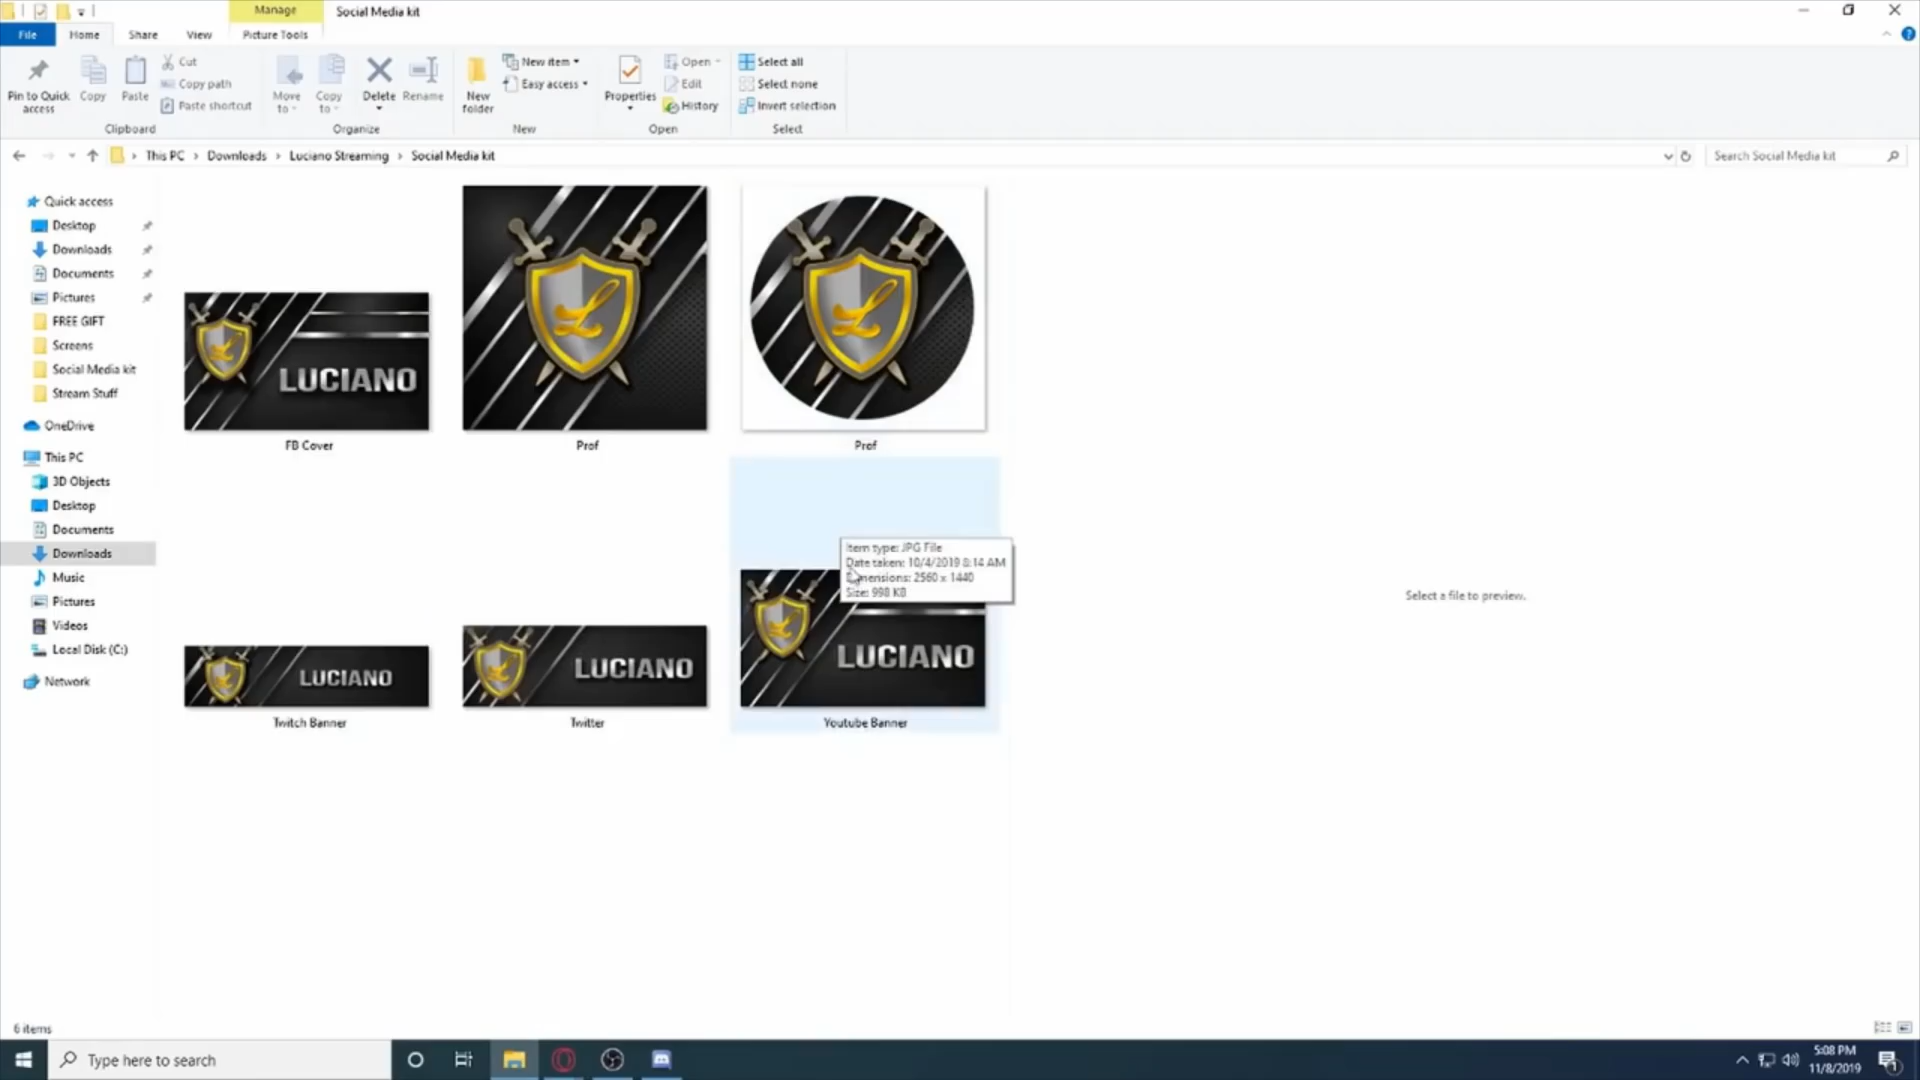 Manage
Social Media kit
File
Home
Share
View
Picture Tools
Pin to Quick access
Copy
Paste
Cut
Copy path
Paste shortcut
Clipboard
Move to
Copy to
Delete
Rename
Organize
New folder
New item
Easy access
New
Properties
Open
Edit
History
Open
Select all
Select none
Invert selection
Select
This PC > Downloads > Luciano Streaming > Social Media kit
Search Social Media kit
Quick access
Desktop
Downloads
Documents
Pictures
FREE GIFT
Screens
Social Media kit
Stream Stuff
OneDrive
This PC
3D Objects
Desktop
Documents
Downloads
Music
Pictures
Videos
Local Disk (C:)
Network
L
LUCIANO
FB Cover
L
Prof
L
Prof
L
LUCIANO
Twitch Banner
L
LUCIANO
Twitter
L
LUCIANO
Youtube Banner
Item type: JPG File
Date taken: 10/4/2019 8:14 AM
Dimensions: 2560 x 1440
Size: 998 KB
Select a file to preview.
6 items
Type here to search
5:08 PM
11/8/2019
1